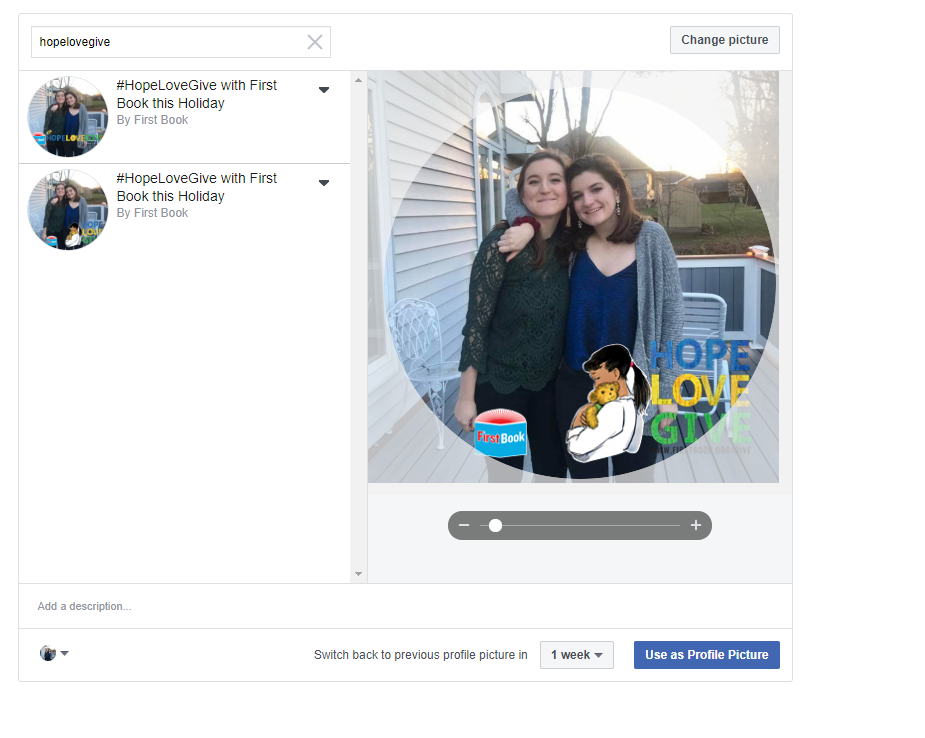 hopelovegive
Change picture
#HopeLoveGive with First
Book this Holiday
By First Book
#HopeLoveGive with First
Book this Holiday
By First Book
HOPE
LOVE
GIVE
First Book
Add a description...
Switch back to previous profile picture in
1 week
Use as Profile Picture